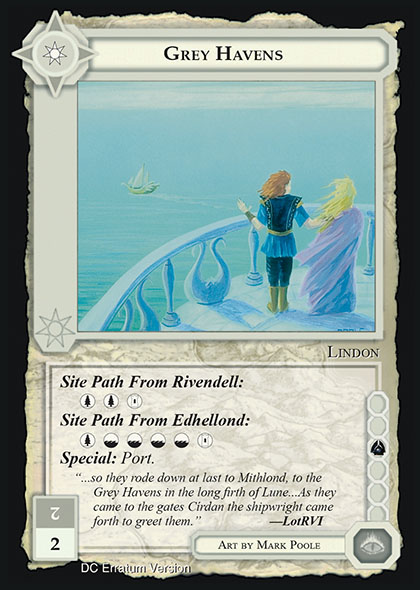 GREY HAVENS
LINDON
Site Path From Rivendell:
Site Path From Edhellond:
Special: Port.
“...so they rode down at last to Mithlond, to the
Grey Havens in the long firth of Lune....As they
came to the gates Círdan the shipwright came
forth to greet them.” —LotRVI
2
2
ART BY MARK POOLE
DC Erratum Version